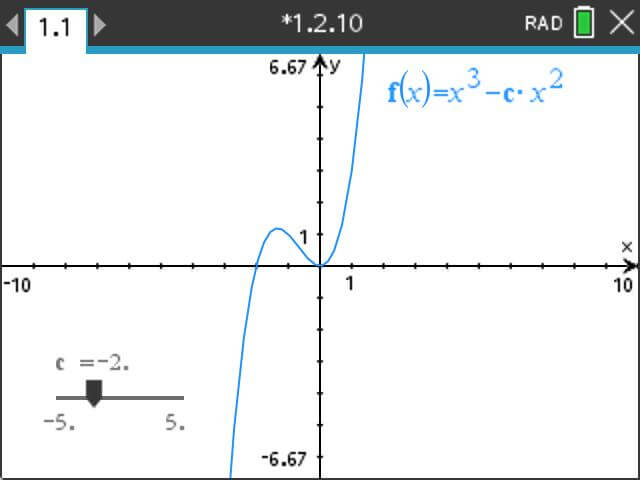 1.1 *1.2.10 RAD
6.67 y
f(x)=x³−c· x²
1
x
-10 1 10
c =-2.
-5. 5.
-6.67